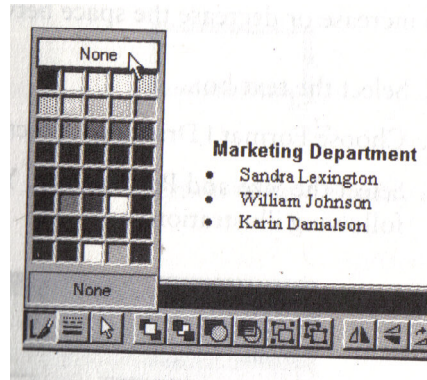 None
Marketing Department
• Sandra Lexington
• William Johnson
• Karin Danialson
None